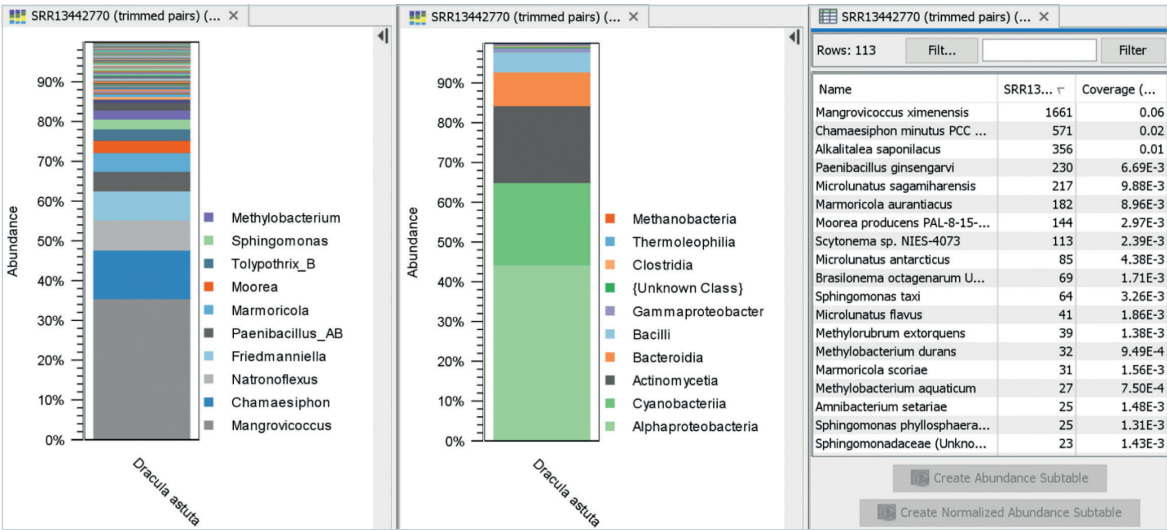 SRR13442770 (trimmed pairs) (...
90%
80%
70%
60%
50%
40%
30%
20%
10%
0%
Abundance
Methylobacterium
Sphingomonas
Tolypothrix_B
Moorea
Marmoricola
Paenibacillus_AB
Friedmanniella
Natronoflexus
Chamaesiphon
Mangrovicoccus
Dracula astuta
SRR13442770 (trimmed pairs) (...
90%
80%
70%
60%
50%
40%
30%
20%
10%
0%
Abundance
Methanobacteria
Thermoleophilia
Clostridia
{Unknown Class}
Gammaproteobacter
Bacilli
Bacteroidia
Actinomycetia
Cyanobacteriia
Alphaproteobacteria
Dracula astuta
SRR13442770 (trimmed pairs) (...
Rows: 113 Filt... Filter
Name SRR13... Coverage (...
Mangrovicoccus ximenensis 1661 0.06
Chamaesiphon minutus PCC ... 571 0.02
Alkalitalea saponilacus 356 0.01
Paenibacillus ginsengarvi 230 6.69E-3
Microlunatus sagamiharensis 217 9.88E-3
Marmoricola aurantiacus 182 8.96E-3
Moorea producens PAL-8-15-... 144 2.97E-3
Scytonema sp. NIES-4073 113 2.39E-3
Microlunatus antarcticus 85 4.38E-3
Brasilonema octagenarum U... 69 1.71E-3
Sphingomonas taxi 64 3.26E-3
Microlunatus flavus 41 1.86E-3
Methylorubrum extorquens 39 1.38E-3
Methylobacterium durans 32 9.49E-4
Marmoricola scoriae 31 1.56E-3
Methylobacterium aquaticum 27 7.50E-4
Amnibacterium setariae 25 1.48E-3
Sphingomonas phyllosphaera... 25 1.31E-3
Sphingomonadaceae (Unkno... 23 1.43E-3
Create Abundance Subtable
Create Normalized Abundance Subtable